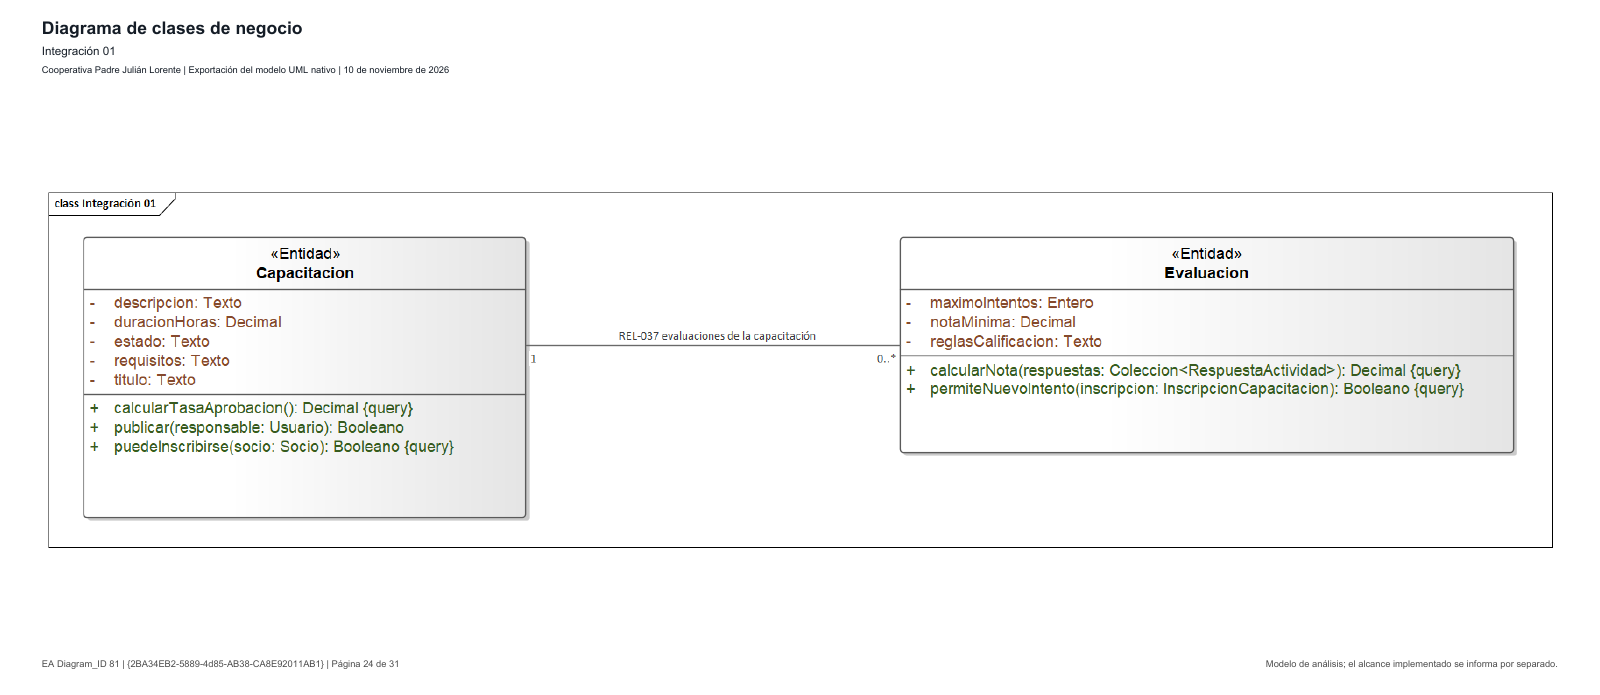 Diagrama de clases de negocio
Integración 01
Cooperativa Padre Julián Lorente | Exportación del modelo UML nativo | 10 de noviembre de 2026
class Integración 01
«Entidad»
Capacitacion
- descripcion: Texto
- duracionHoras: Decimal
- estado: Texto
- requisitos: Texto
- titulo: Texto
+ calcularTasaAprobacion(): Decimal {query}
+ publicar(responsable: Usuario): Booleano
+ puedeInscribirse(socio: Socio): Booleano {query}
REL-037 evaluaciones de la capacitación
1
0..*
«Entidad»
Evaluacion
- maximoIntentos: Entero
- notaMinima: Decimal
- reglasCalificacion: Texto
+ calcularNota(respuestas: Coleccion<RespuestaActividad>): Decimal {query}
+ permiteNuevoIntento(inscripcion: InscripcionCapacitacion): Booleano {query}
EA Diagram_ID 81 | {2BA34EB2-5889-4d85-AB38-CA8E92011AB1} | Página 24 de 31
Modelo de análisis; el alcance implementado se informa por separado.